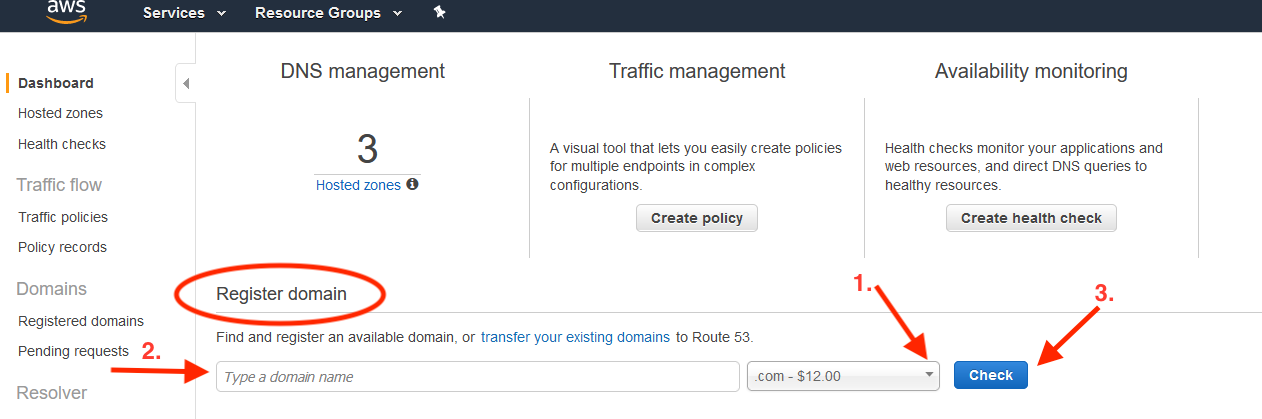 aws
Services
Resource Groups
Dashboard
Hosted zones
Health checks
Traffic flow
Traffic policies
Policy records
Domains
Registered domains
Pending requests
Resolver
DNS management
3
Hosted zones
Traffic management
A visual tool that lets you easily create policies
for multiple endpoints in complex
configurations.
Create policy
Availability monitoring
Health checks monitor your applications and
web resources, and direct DNS queries to
healthy resources.
Create health check
Register domain
Find and register an available domain, or transfer your existing domains to Route 53.
1.
2.
3.
Type a domain name
.com - $12.00
Check